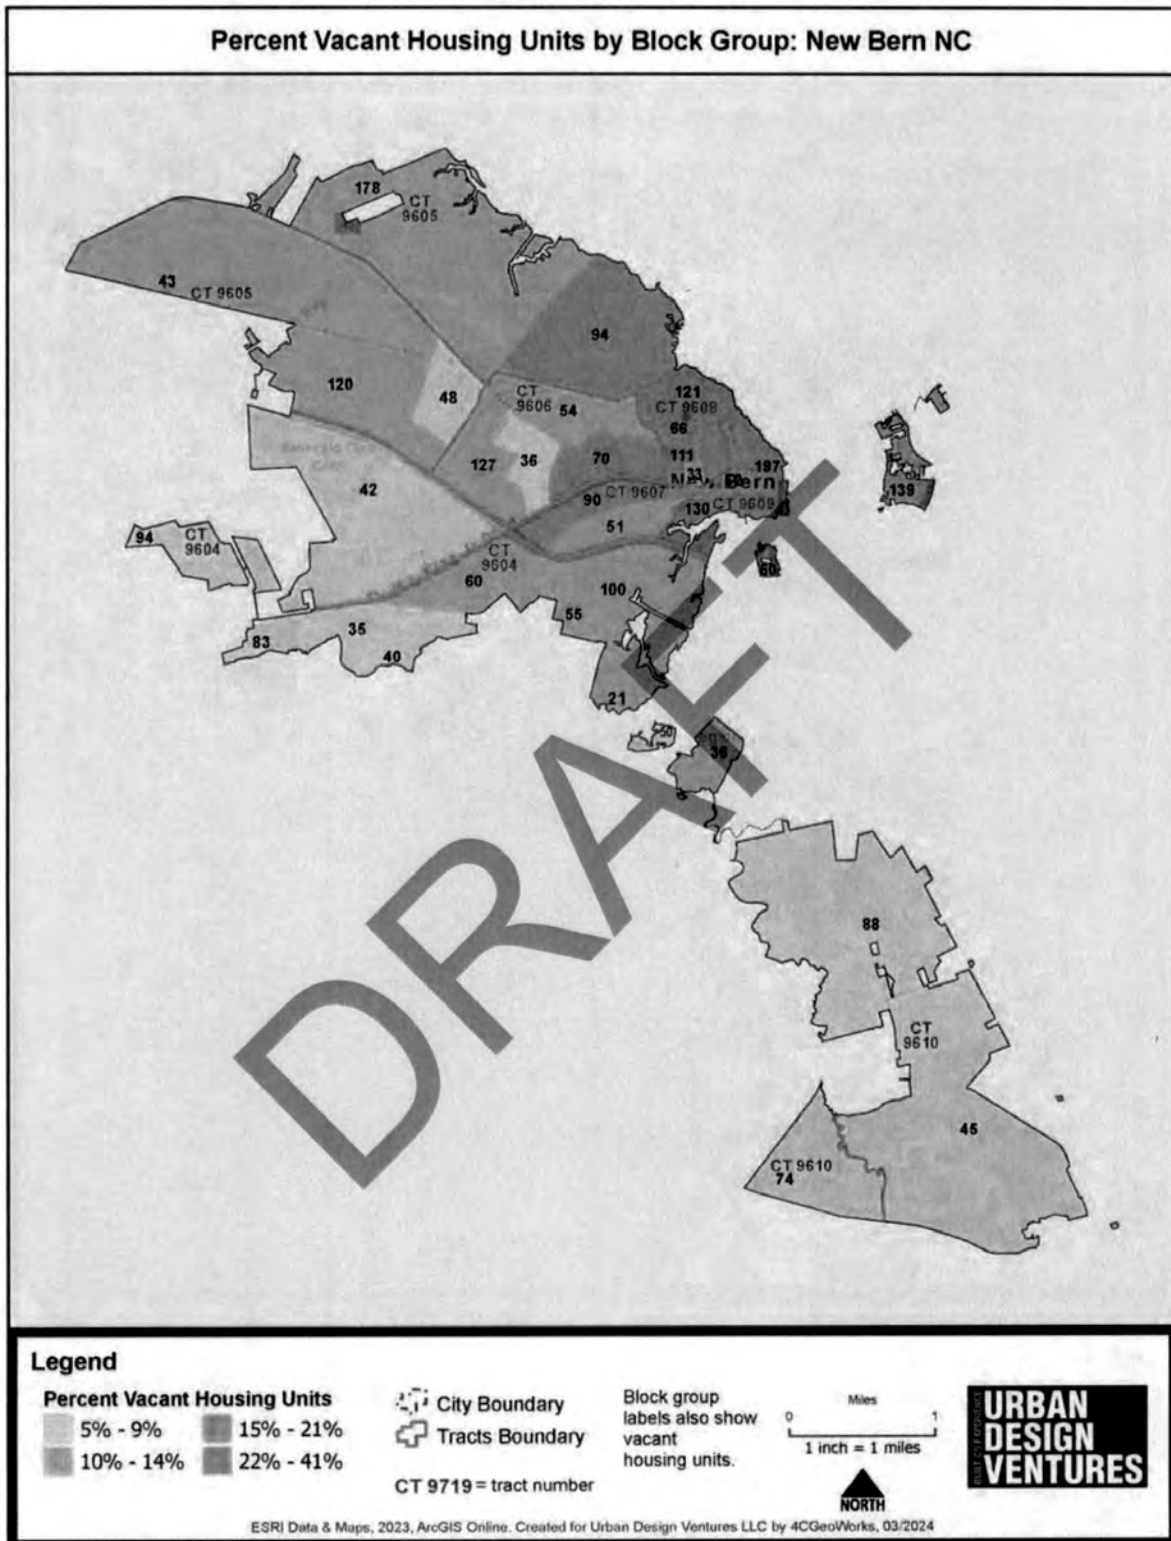 Percent Vacant Housing Units by Block Group: New Bern NC
178
CT
9605
43
CT 9605
94
120
48
CT
9606
54
121
CT 9608
66
127
36
70
111
33
197
New Bern
42
90
CT 9607
130
CT 9609
139
51
94
CT
9604
CT
9604
60
60
100
55
35
83
40
21
50
36
88
CT
9610
45
CT 9610
74
DRAFT
Legend
Percent Vacant Housing Units
5% - 9%
15% - 21%
10% - 14%
22% - 41%
City Boundary
Tracts Boundary
CT 9719 = tract number
Block group
labels also show
vacant
housing units.
Miles
0 1
1 inch = 1 miles
NORTH
BUILT ON EXPERIENCE
URBAN
DESIGN
VENTURES
ESRI Data & Maps, 2023, ArcGIS Online. Created for Urban Design Ventures LLC by 4CGeoWorks, 03/2024